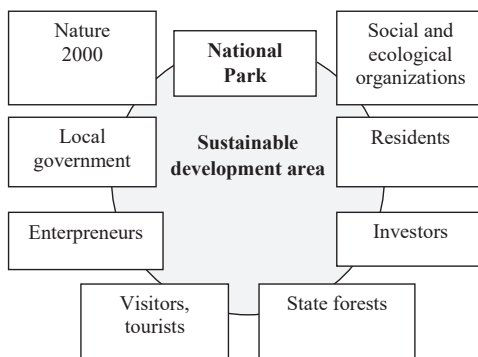 Nature
2000
National
Park
Social and
ecological
organizations
Local
government
Sustainable
development area
Residents
Enterpreneurs
Investors
Visitors,
tourists
State forests